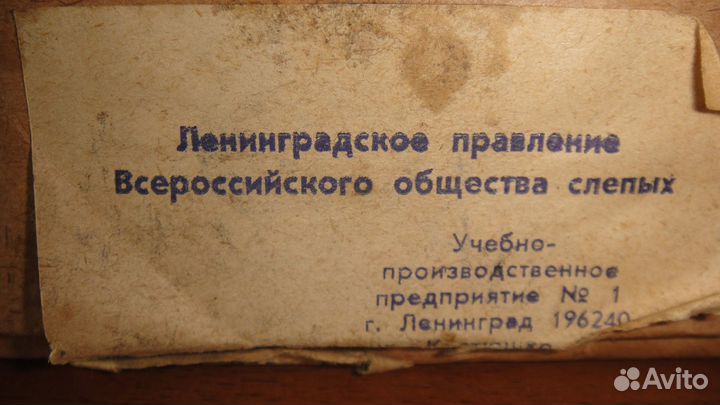 Ленинградское правление
Всероссийского общества слепых
Учебно-
производственное
предприятие № 1
г. Ленинград 196240
Avito